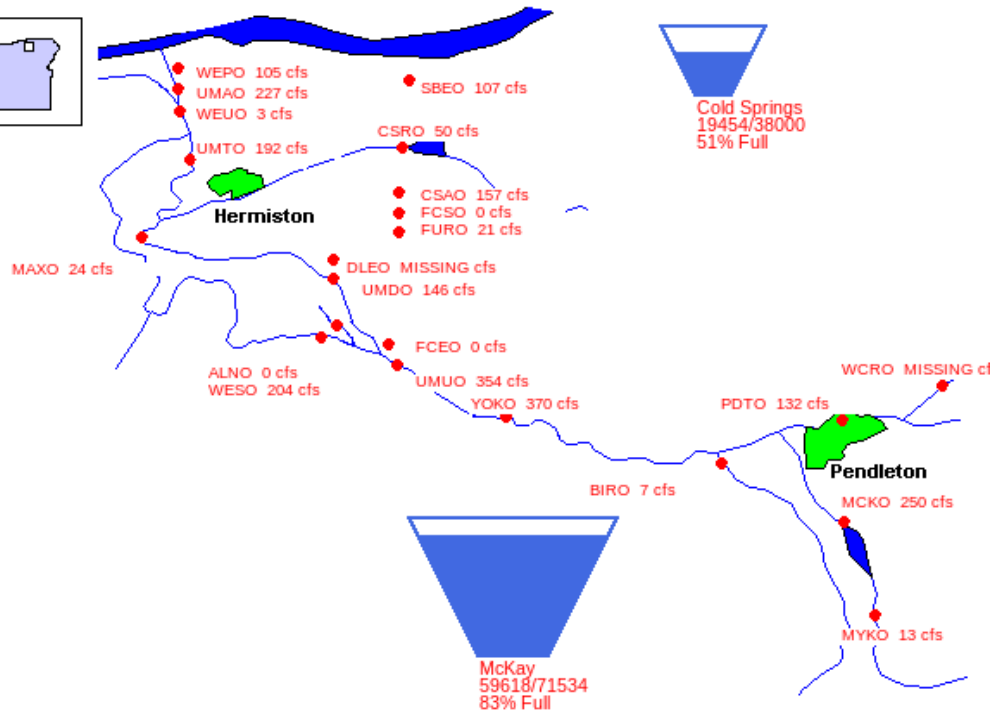 WEPO 105 cfs
UMAO 227 cfs
WEUO 3 cfs
SBEO 107 cfs
Cold Springs
19454/38000
51% Full
CSRO 50 cfs
UMTO 192 cfs
CSAO 157 cfs
FCSO 0 cfs
FURO 21 cfs
Hermiston
MAXO 24 cfs
DLEO MISSING cfs
UMDO 146 cfs
FCEO 0 cfs
ALNO 0 cfs
WESO 204 cfs
UMUO 354 cfs
WCRO MISSING cf
YOKO 370 cfs
PDTO 132 cfs
Pendleton
BIRO 7 cfs
MCKO 250 cfs
MYKO 13 cfs
McKay
59618/71534
83% Full